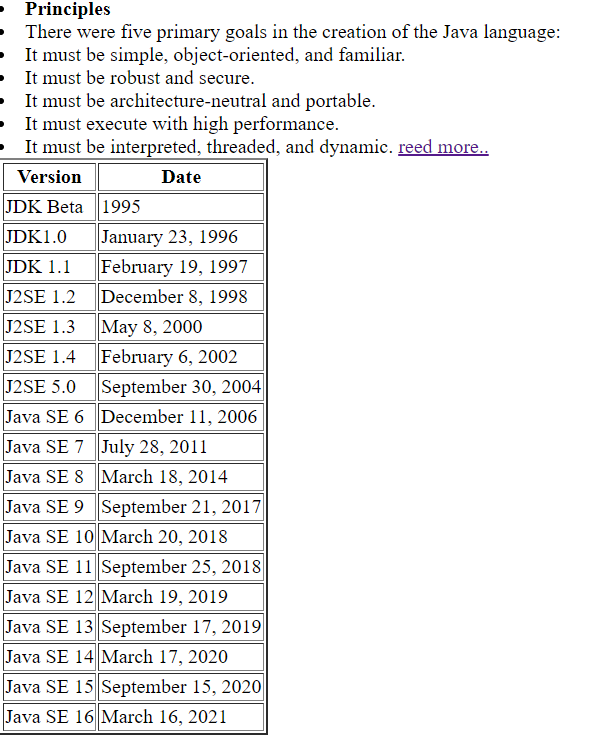 Principles
There were five primary goals in the creation of the Java language:
It must be simple, object-oriented, and familiar.
It must be robust and secure.
It must be architecture-neutral and portable.
It must execute with high performance.
It must be interpreted, threaded, and dynamic. reed more..
Version Date
JDK Beta 1995
JDK1.0 January 23, 1996
JDK 1.1 February 19, 1997
J2SE 1.2 December 8, 1998
J2SE 1.3 May 8, 2000
J2SE 1.4 February 6, 2002
J2SE 5.0 September 30, 2004
Java SE 6 December 11, 2006
Java SE 7 July 28, 2011
Java SE 8 March 18, 2014
Java SE 9 September 21, 2017
Java SE 10 March 20, 2018
Java SE 11 September 25, 2018
Java SE 12 March 19, 2019
Java SE 13 September 17, 2019
Java SE 14 March 17, 2020
Java SE 15 September 15, 2020
Java SE 16 March 16, 2021